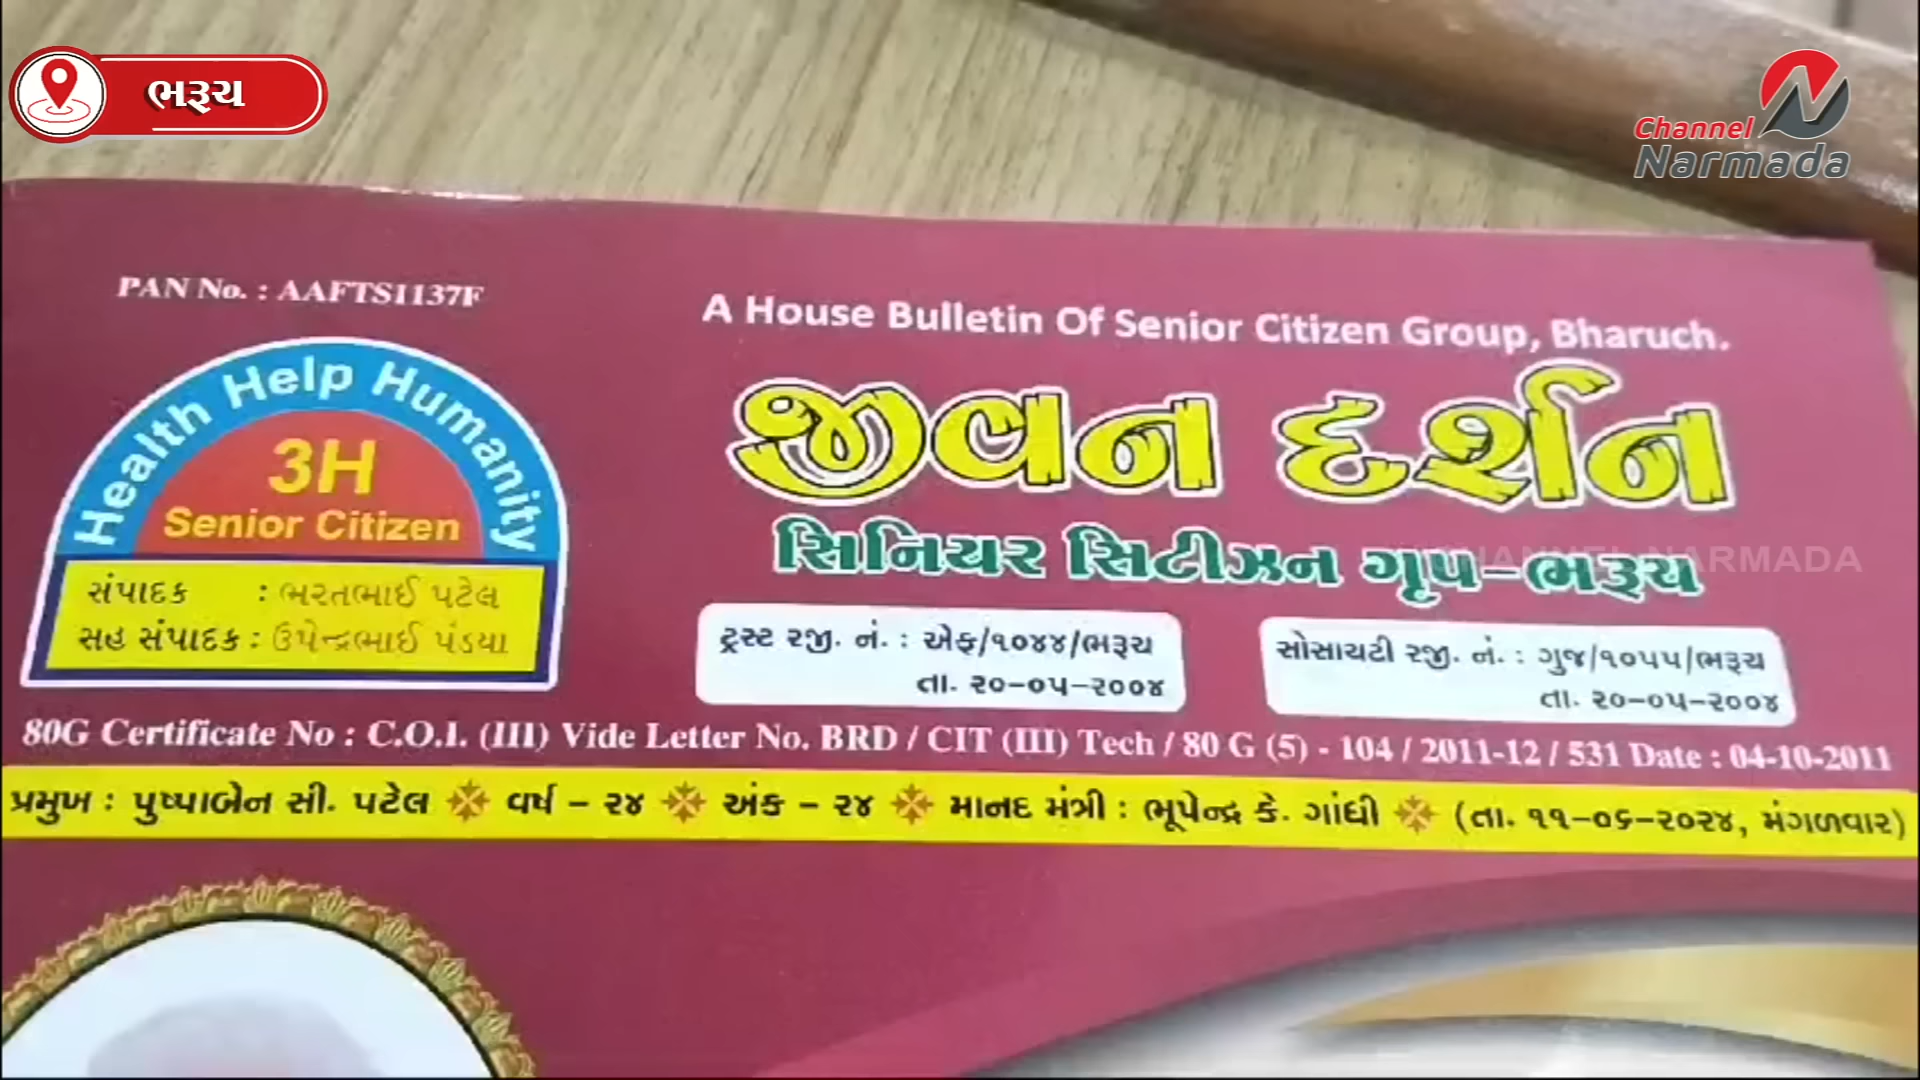 ભરૂચ
Channel
Narmada
PAN No. : AAFTS1137F
A House Bulletin Of Senior Citizen Group, Bharuch.
Health Help Humanity
3H
Senior Citizen
જીવન દર્શન
સિનિયર સિટીઝન ગૃપ-ભરૂચ
CHANNEL NARMADA
સંપાદક : ભરતભાઈ પટેલ
સહ સંપાદક : ઉપેન્દ્રભાઈ પંડયા
ટ્રસ્ટ રજી. નં. : એફ/૧૦૪૪/ભરૂચ
તા. ૨૦-૦૫-૨૦૦૪
સોસાયટી રજી. નં. : ગુજ/૧૦૫૫/ભરૂચ
તા. ૨૦-૦૫-૨૦૦૪
80G Certificate No : C.O.I. (III) Vide Letter No. BRD / CIT (III) Tech / 80 G (5) - 104 / 2011-12 / 531 Date : 04-10-2011
પ્રમુખ : પુષ્પાબેન સી. પટેલ વર્ષ - ૨૪ અંક - ૨૪ માનદ મંત્રી : ભૂપેન્દ્ર કે. ગાંધી (તા. ૧૧-૦૬-૨૦૨૪, મંગળવાર)